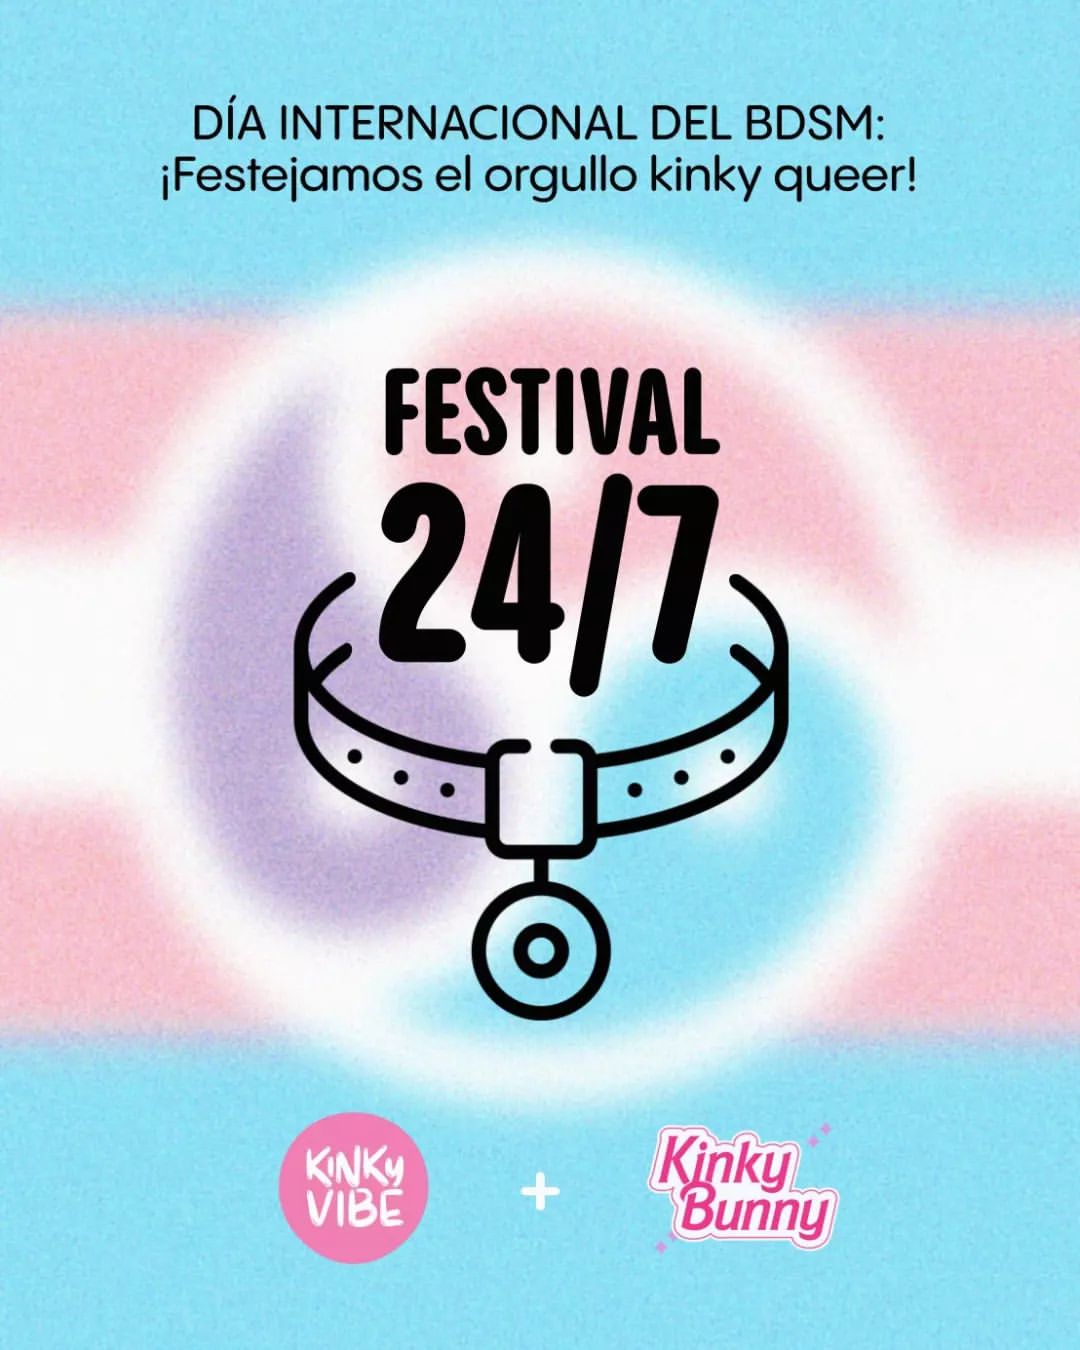 DÍA INTERNACIONAL DEL BDSM:
¡Festejamos el orgullo kinky queer!
FESTIVAL
24/7
KINKY
VIBE
+
Kinky
Bunny